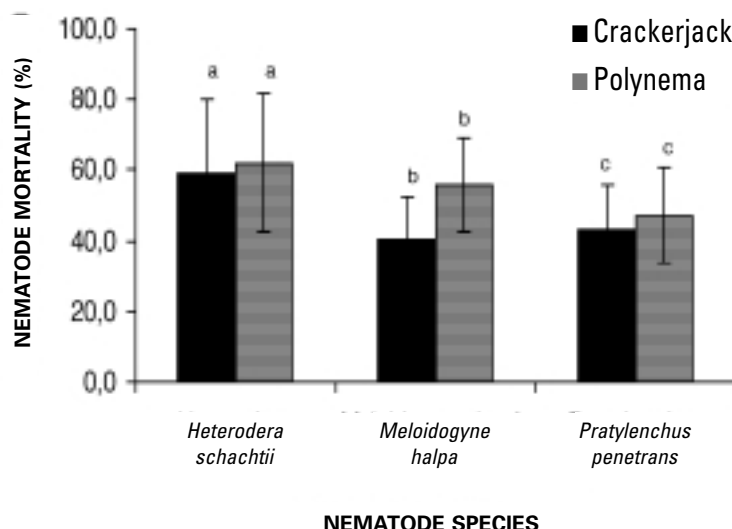 100,0
80,0
60,0
40,0
20,0
0,0
NEMATODE MORTALITY (%)
Crackerjack
Polynema
a
a
b
b
c
c
Heterodera
schachtii
Meloidogyne
halpa
Pratylenchus
penetrans
NEMATODE SPECIES